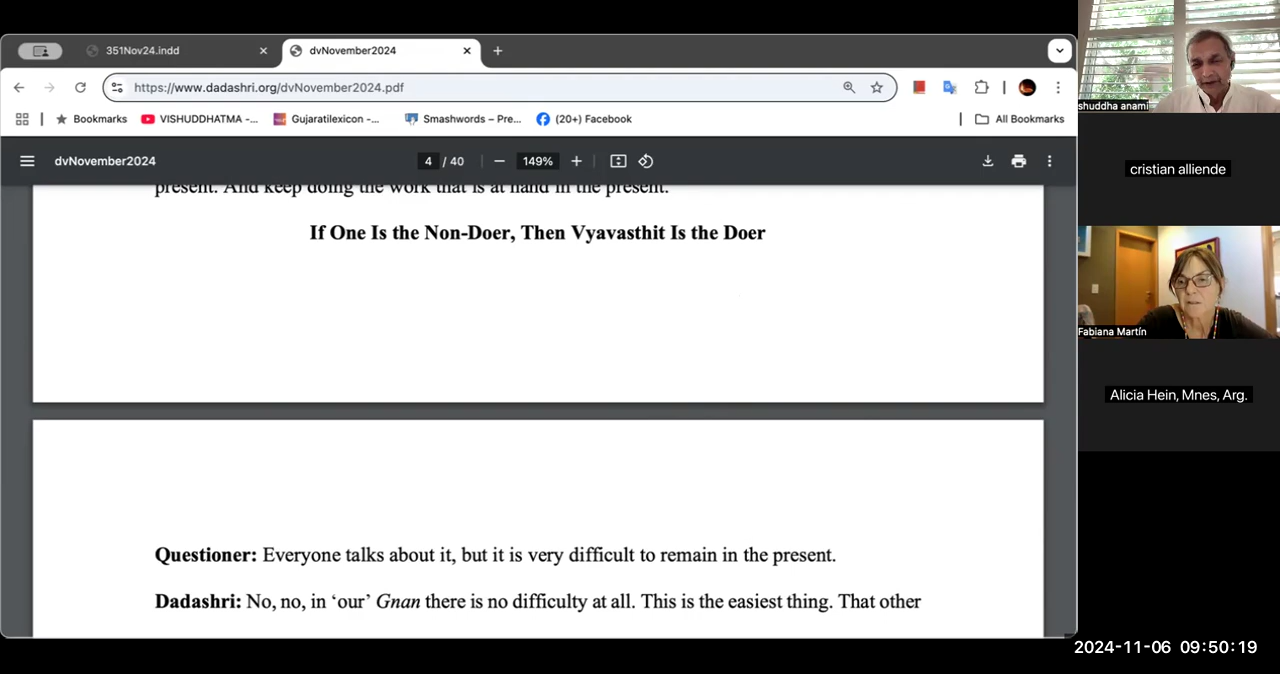 351Nov24.indd
dvNovember2024
https://www.dadashri.org/dvNovember2024.pdf
Bookmarks
VISHUDDHATMA -...
Gujaratilexicon -...
Smashwords – Pre...
(20+) Facebook
All Bookmarks
dvNovember2024
4 / 40
149%
present. And keep doing the work that is at hand in the present.
If One Is the Non-Doer, Then Vyavasthit Is the Doer
Questioner: Everyone talks about it, but it is very difficult to remain in the present.
Dadashri: No, no, in ‘our’ Gnan there is no difficulty at all. This is the easiest thing. That other
shuddha anami
cristian alliende
Fabiana Martín
Alicia Hein, Mnes, Arg.
2024-11-06 09:50:19